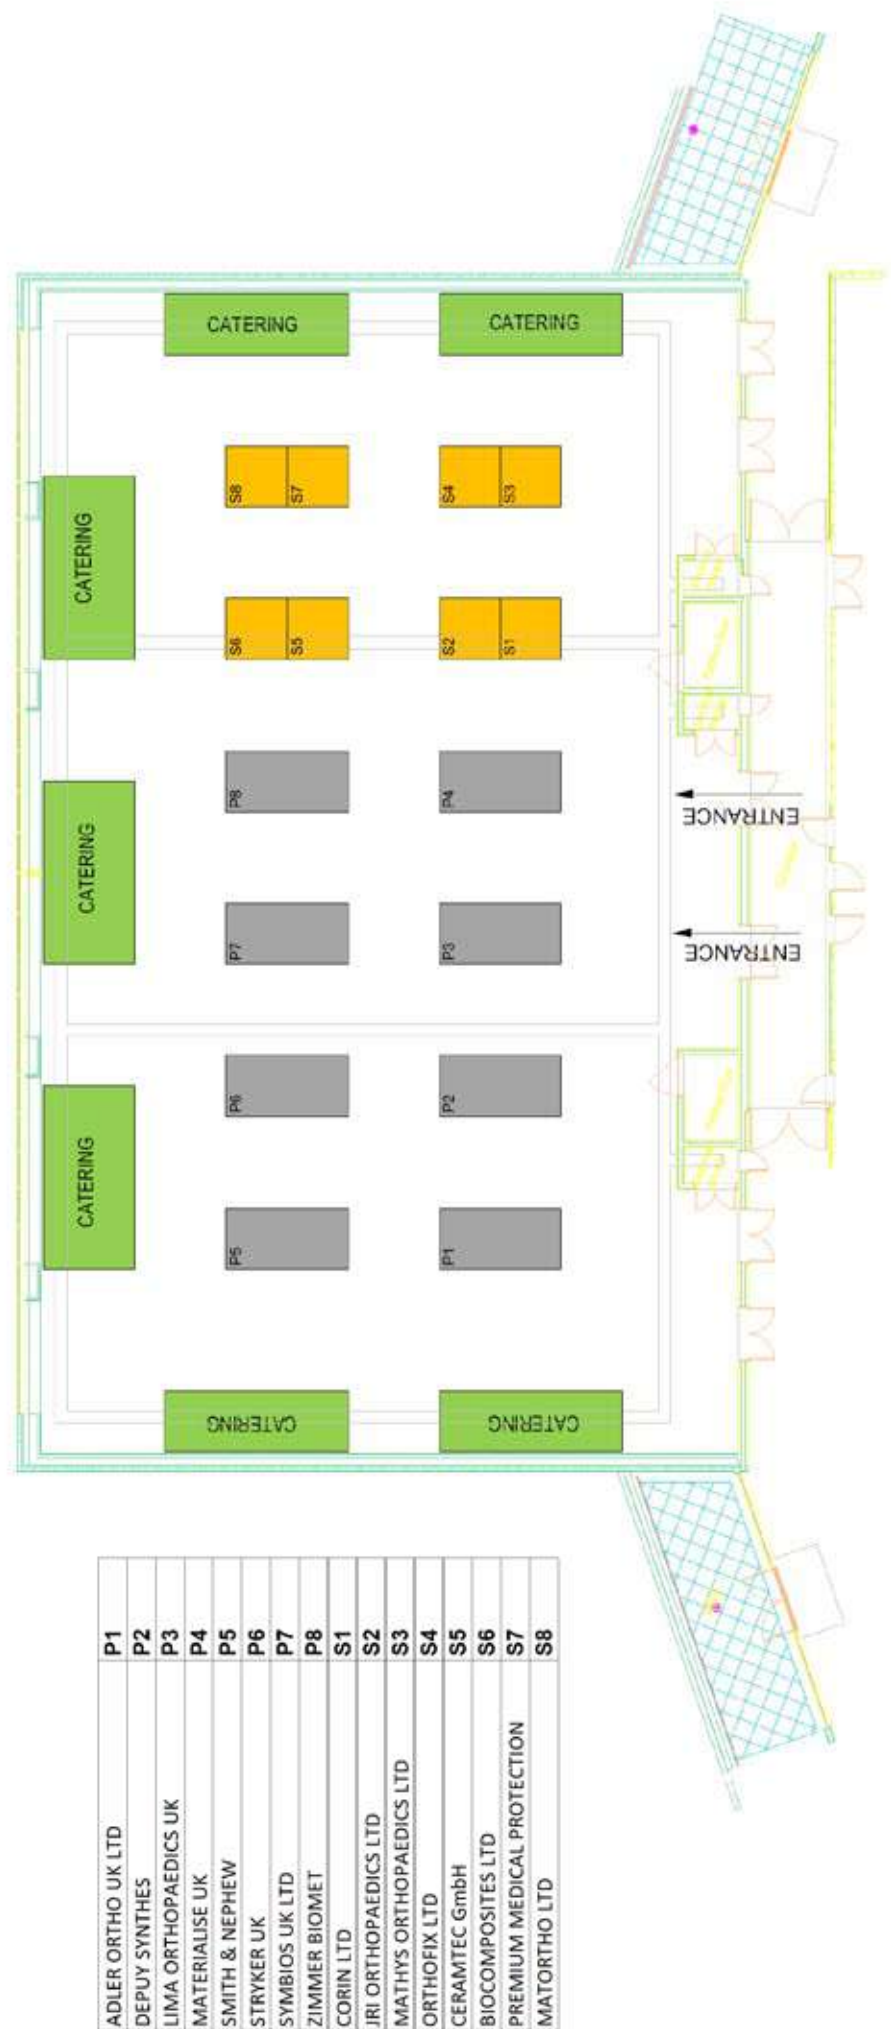 CATERING
CATERING
CATERING
CATERING
CATERING
CATERING
CATERING
S8
S7
S4
S3
S6
S5
S2
S1
P8
P4
P7
P3
P6
P2
P5
P1
ENTRANCE
ENTRANCE
ADLER ORTHO UK LTD P1
DEPUY SYNTHES P2
LIMA ORTHOPAEDICS UK P3
MATERIALISE UK P4
SMITH & NEPHEW P5
STRYKER UK P6
SYMBIOS UK LTD P7
ZIMMER BIOMET P8
CORIN LTD S1
JRI ORTHOPAEDICS LTD S2
MATHYS ORTHOPAEDICS LTD S3
ORTHOFIX LTD S4
CERAMTEC GmbH S5
BIOCOMPOSITES LTD S6
PREMIUM MEDICAL PROTECTION S7
MATORTHO LTD S8